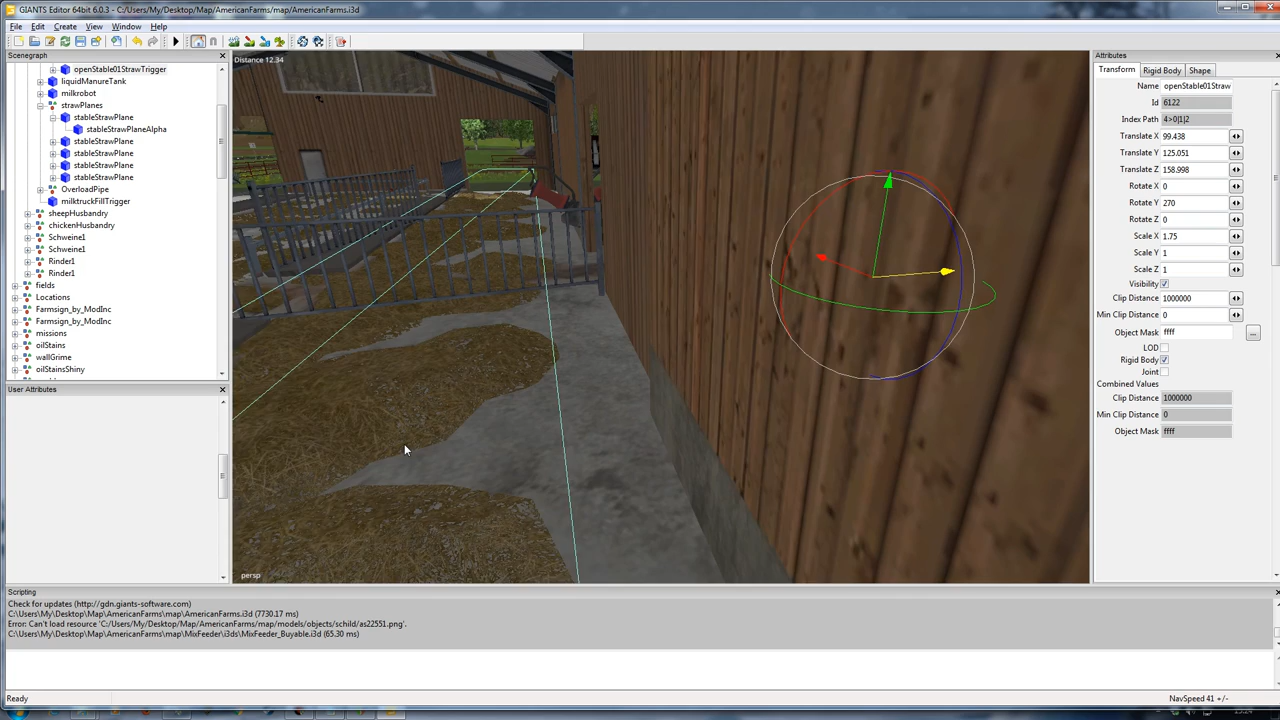 GIANTS Editor 64bit 6.0.3 - C:/Users/My/Desktop/Map/AmericanFarms/map/AmericanFarms.i3d
File Edit Create View Window Help
Scenegraph
openStable01StrawTrigger
liquidManureTank
milkrobot
strawPlanes
stableStrawPlane
stableStrawPlaneAlpha
stableStrawPlane
stableStrawPlane
stableStrawPlane
stableStrawPlane
OverloadPipe
milktruckFillTrigger
sheepHusbandry
chickenHusbandry
Schweine1
Schweine1
Rinder1
Rinder1
fields
Locations
Farmsign_by_ModInc
Farmsign_by_ModInc
missions
oilStains
wallGrime
oilStainsShiny
User Attributes
Distance 12.34
persp
Attributes
Transform Rigid Body Shape
Name openStable01Straw
Id 6122
Index Path 4>0|1|2
Translate X 99.438
Translate Y 125.051
Translate Z 158.998
Rotate X 0
Rotate Y 270
Rotate Z 0
Scale X 1.75
Scale Y 1
Scale Z 1
Visibility
Clip Distance 1000000
Min Clip Distance 0
Object Mask ffff ...
LOD
Rigid Body
Joint
Combined Values
Clip Distance 1000000
Min Clip Distance 0
Object Mask ffff
Scripting
Check for updates (http://gdn.giants-software.com)
C:\Users\My\Desktop\Map\AmericanFarms\map\AmericanFarms.i3d (7730.17 ms)
Error: Can't load resource 'C:/Users/My/Desktop/Map/AmericanFarms/map/models/objects/schild/as22551.png'.
C:\Users\My\Desktop\Map\AmericanFarms\map\MixFeeder\i3ds\MixFeeder_Buyable.i3d (65.30 ms)
Ready
NavSpeed 41 +/-